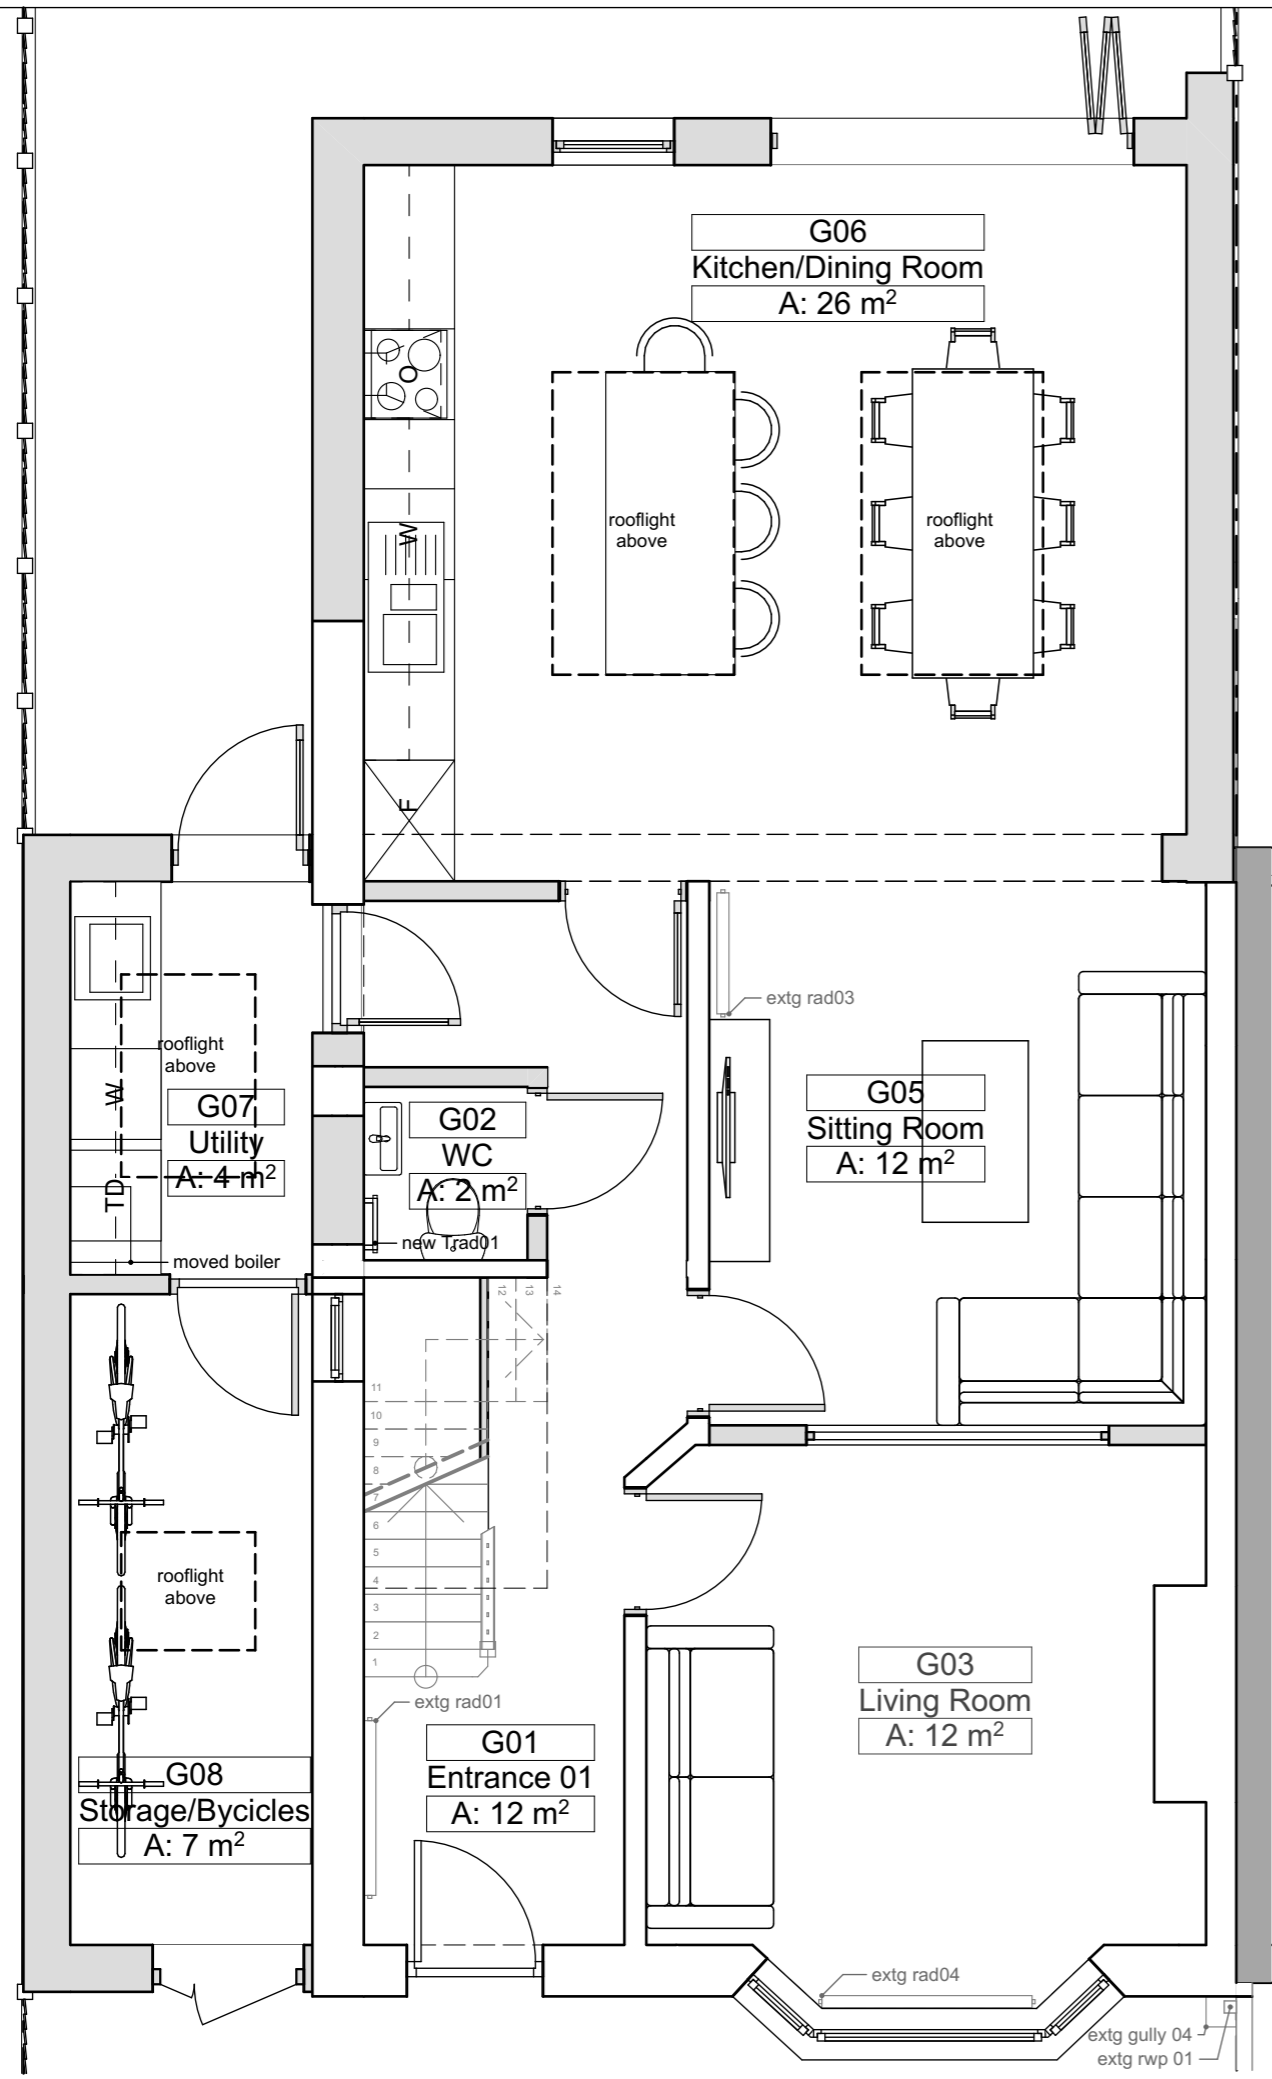 G06
Kitchen/Dining Room
A: 26 m²
O
W
rooflight
above
rooflight
above
F
extg rad03
rooflight
above
W
G07
Utility
A: 4 m²
TD
moved boiler
G02
WC
A: 2 m²
new Trad01
G05
Sitting Room
A: 12 m²
12
13
14
11
10
9
8
7
6
5
4
3
2
1
rooflight
above
extg rad01
G03
Living Room
A: 12 m²
G01
Entrance 01
A: 12 m²
G08
Storage/Bycicles
A: 7 m²
extg rad04
extg gully 04
extg rwp 01